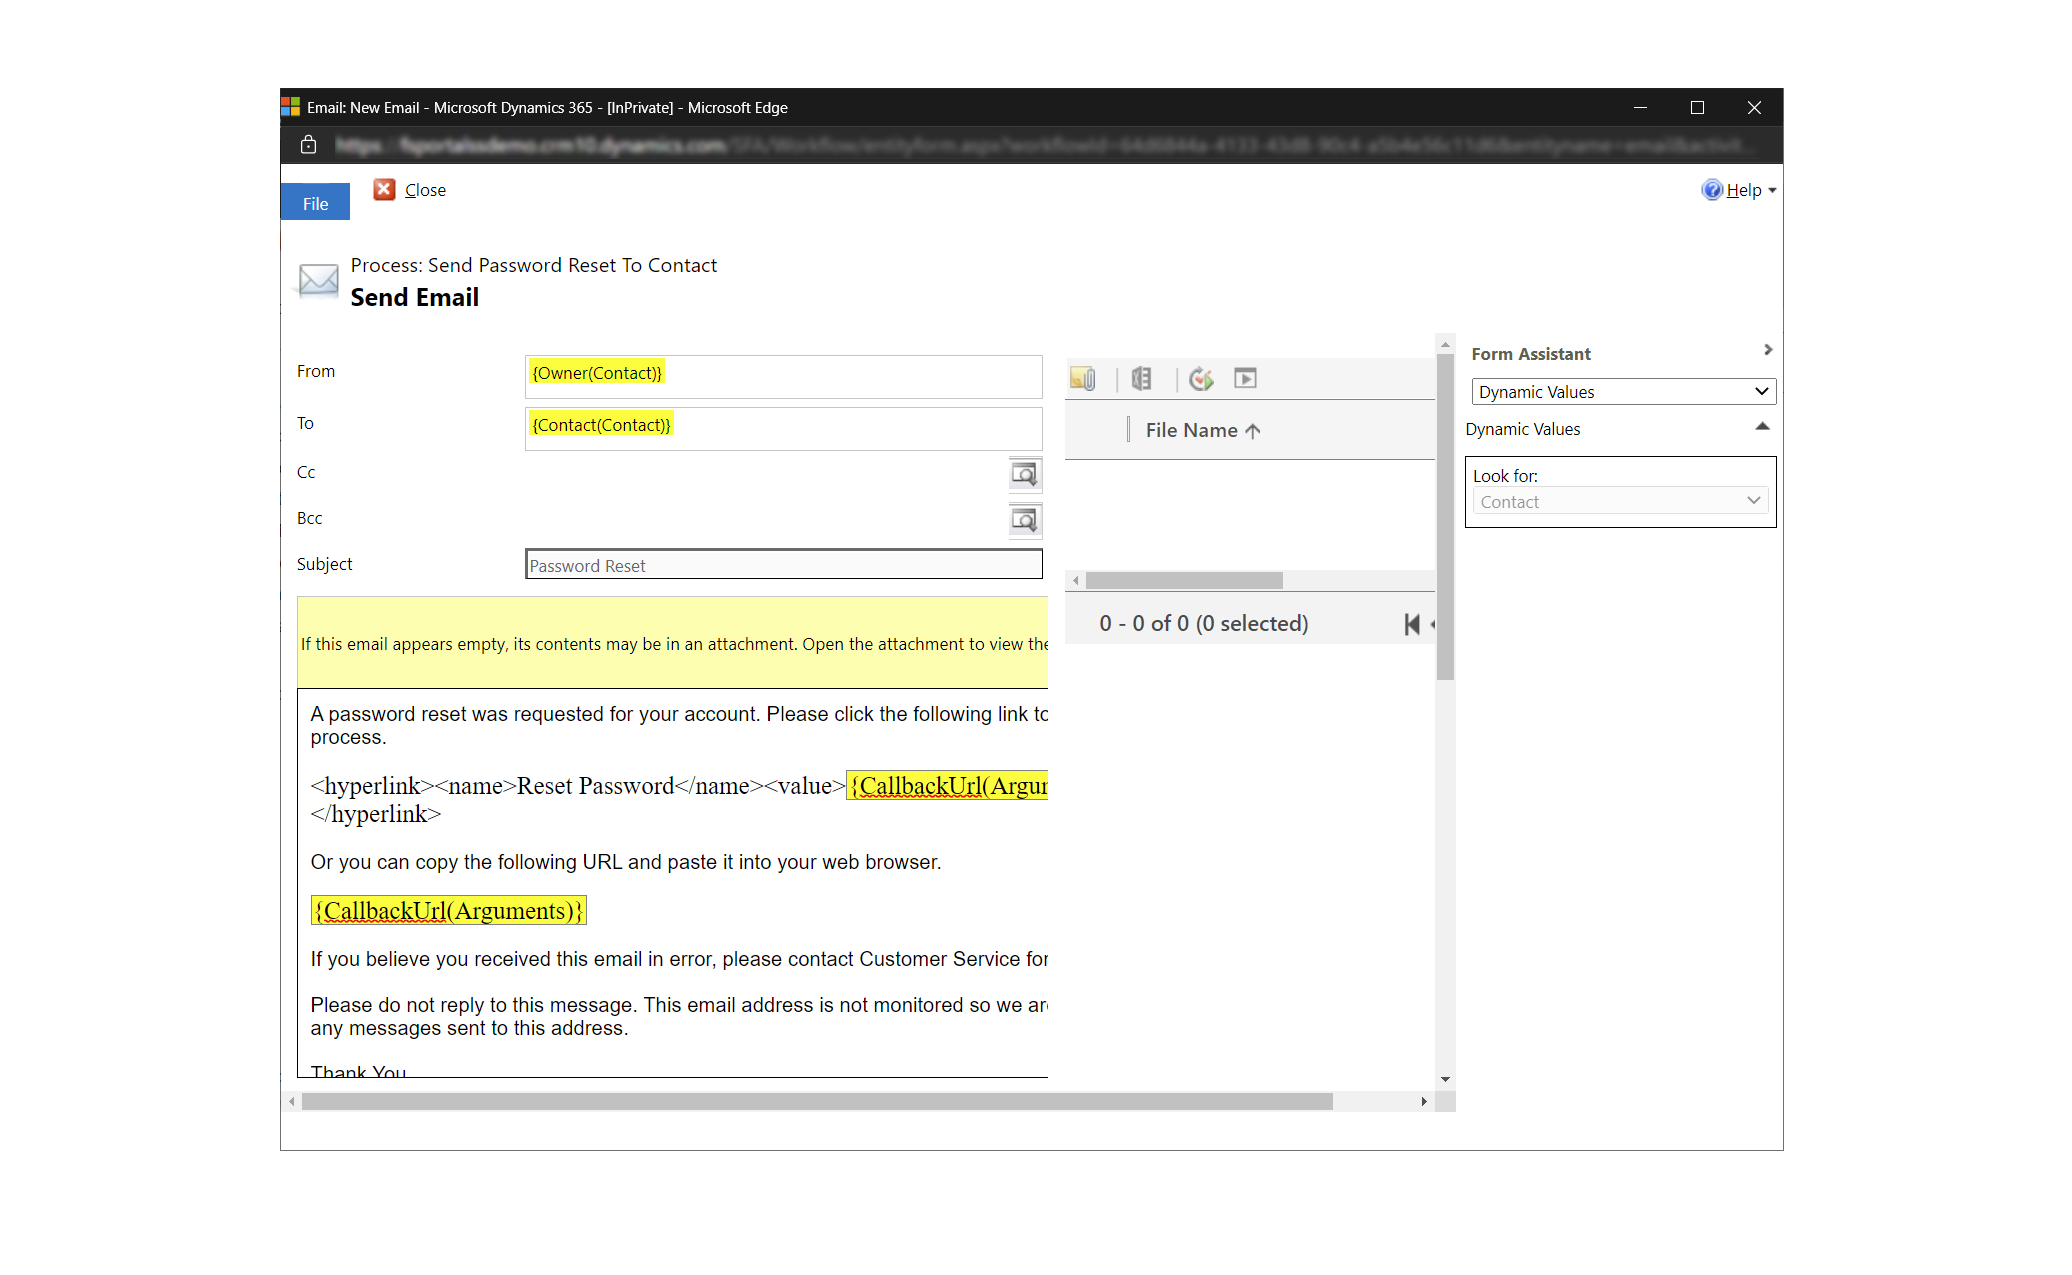 Email: New Email - Microsoft Dynamics 365 - [InPrivate] - Microsoft Edge
File
Close
Help
Process: Send Password Reset To Contact
Send Email
From
{Owner(Contact)}
To
{Contact(Contact)}
Cc
Bcc
Subject
Password Reset
If this email appears empty, its contents may be in an attachment. Open the attachment to view the
A password reset was requested for your account. Please click the following link to
process.
<hyperlink><name>Reset Password</name><value>{CallbackUrl(Argum
</hyperlink>
Or you can copy the following URL and paste it into your web browser.
{CallbackUrl(Arguments)}
If you believe you received this email in error, please contact Customer Service for
Please do not reply to this message. This email address is not monitored so we are
any messages sent to this address.
Thank You
File Name
0 - 0 of 0 (0 selected)
Form Assistant
Dynamic Values
Dynamic Values
Look for:
Contact